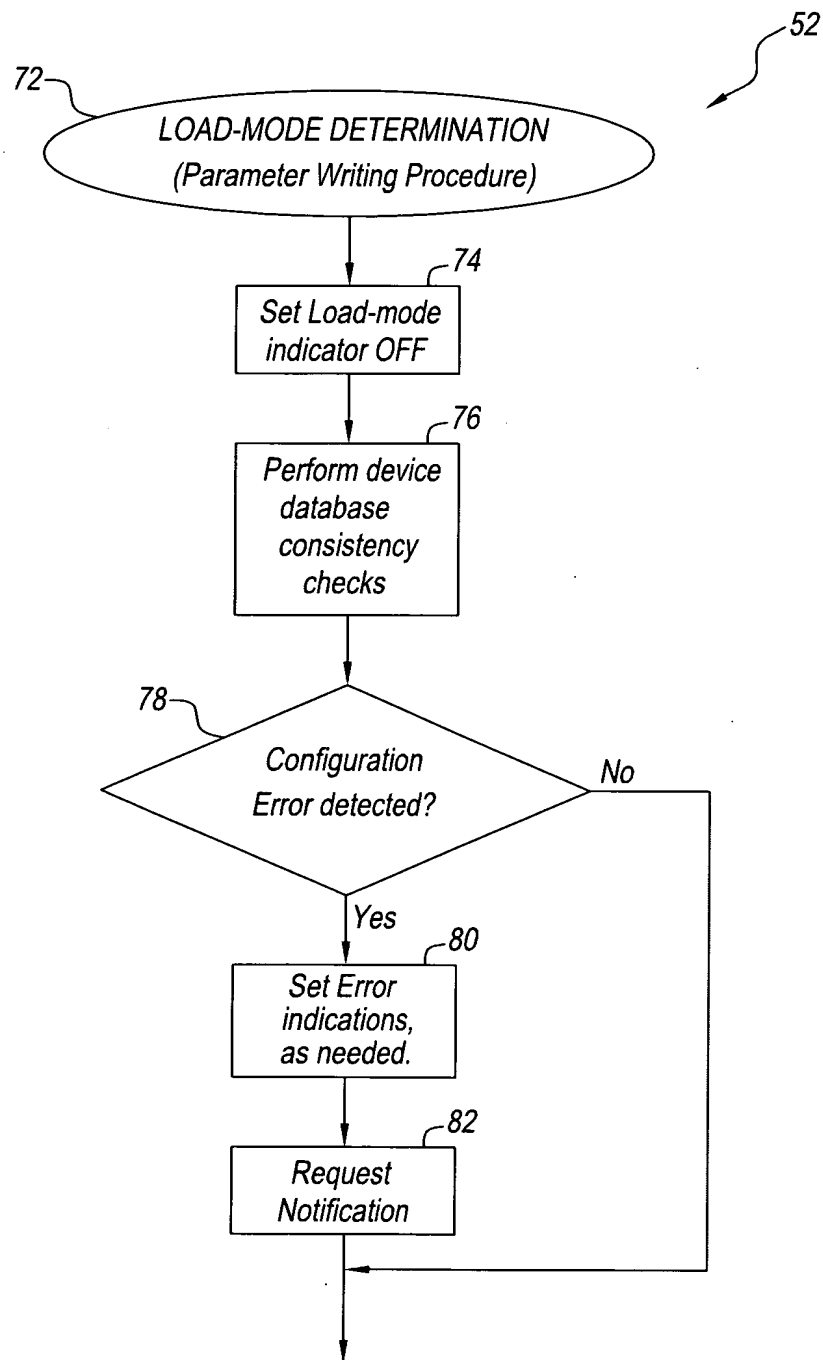 52
72
LOAD-MODE DETERMINATION
(Parameter Writing Procedure)
74
Set Load-mode
indicator OFF
76
Perform device
database
consistency
checks
78
Configuration
Error detected?
No
Yes
80
Set Error
indications,
as needed.
82
Request
Notification